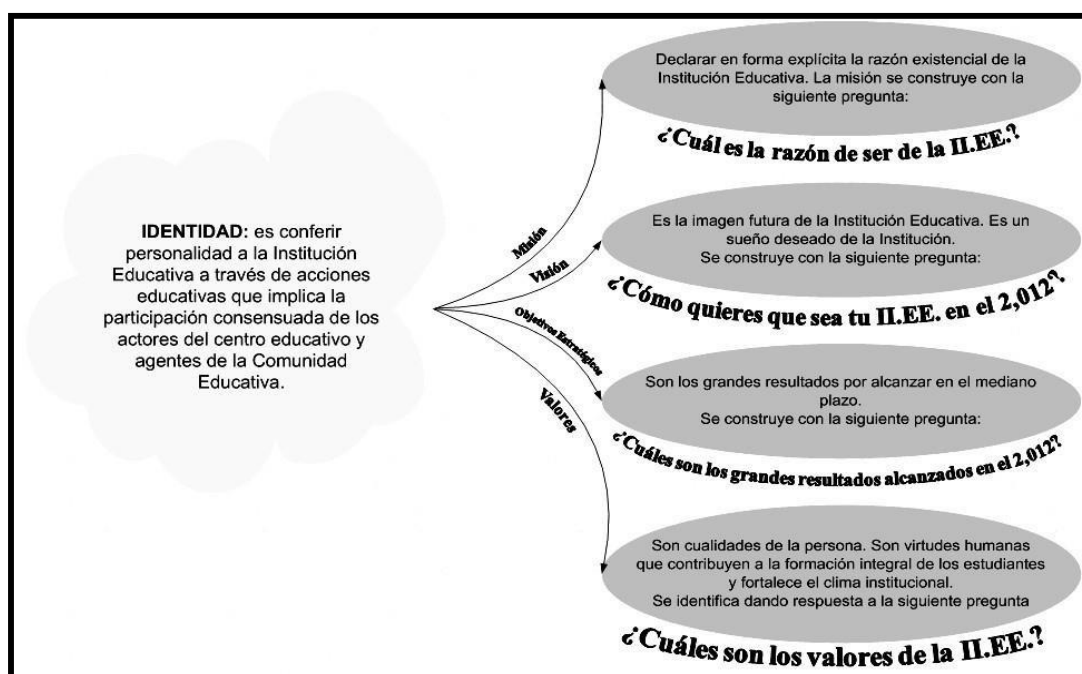 IDENTIDAD: es conferir
personalidad a la Institución
Educativa a través de acciones
educativas que implica la
participación consensuada de los
actores del centro educativo y
agentes de la Comunidad
Educativa.
Misión
Declarar en forma explícita la razón existencial de la
Institución Educativa. La misión se construye con la
siguiente pregunta:
¿Cuál es la razón de ser de la II.EE.?
Visión
Es la imagen futura de la Institución Educativa. Es un
sueño deseado de la Institución.
Se construye con la siguiente pregunta:
¿Cómo quieres que sea tu II.EE. en el 2,012?
Objetivos Estratégicos
Son los grandes resultados por alcanzar en el mediano
plazo.
Se construye con la siguiente pregunta:
¿Cuáles son los grandes resultados alcanzados en el 2,012?
Valores
Son cualidades de la persona. Son virtudes humanas
que contribuyen a la formación integral de los estudiantes
y fortalece el clima institucional.
Se identifica dando respuesta a la siguiente pregunta
¿Cuáles son los valores de la II.EE.?